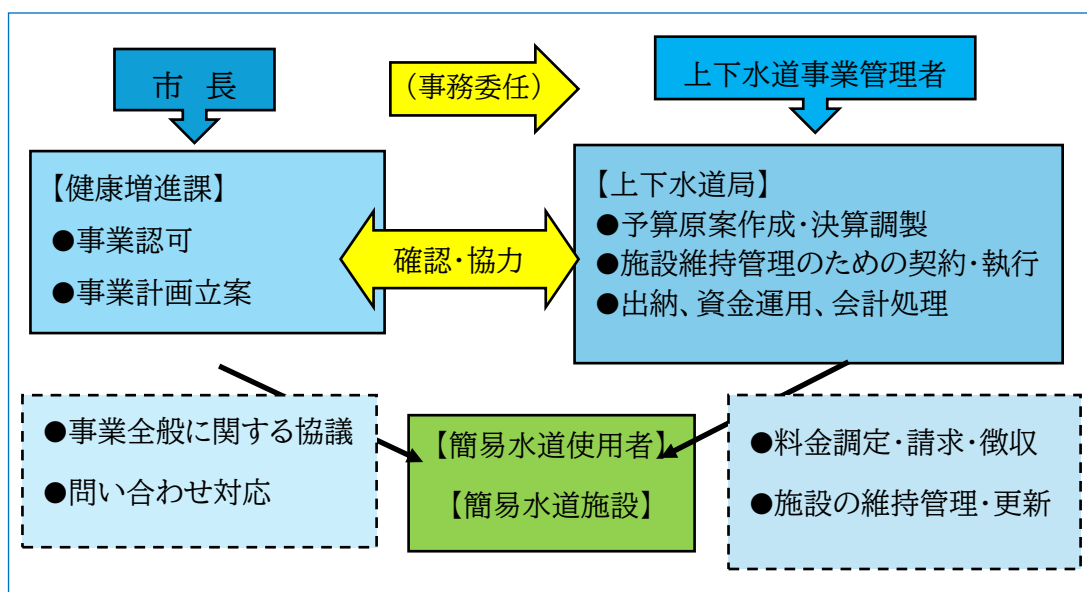 市 長
(事務委任)
上下水道事業管理者
【健康増進課】
●事業認可
●事業計画立案
確認・協力
【上下水道局】
●予算原案作成・決算調製
●施設維持管理のための契約・執行
●出納、資金運用、会計処理
●事業全般に関する協議
●問い合わせ対応
【簡易水道使用者】
【簡易水道施設】
●料金調定・請求・徴収
●施設の維持管理・更新